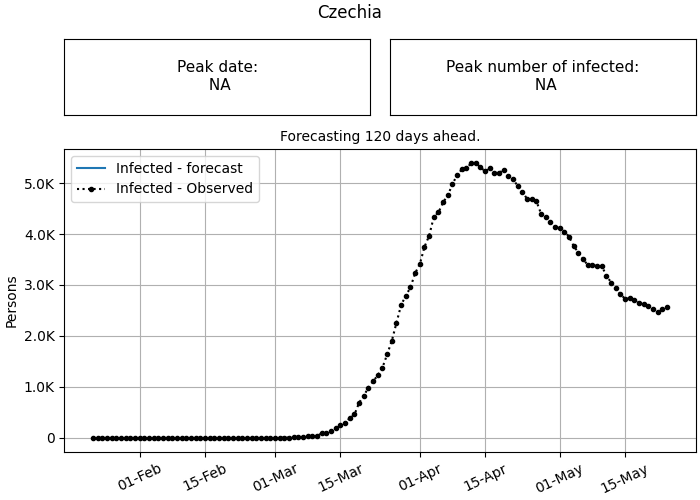 Czechia
Peak date:
NA
Peak number of infected:
NA
Forecasting 120 days ahead.
Infected - forecast
Infected - Observed
Persons
5.0K
4.0K
3.0K
2.0K
1.0K
0
01-Feb
15-Feb
01-Mar
15-Mar
01-Apr
15-Apr
01-May
15-May